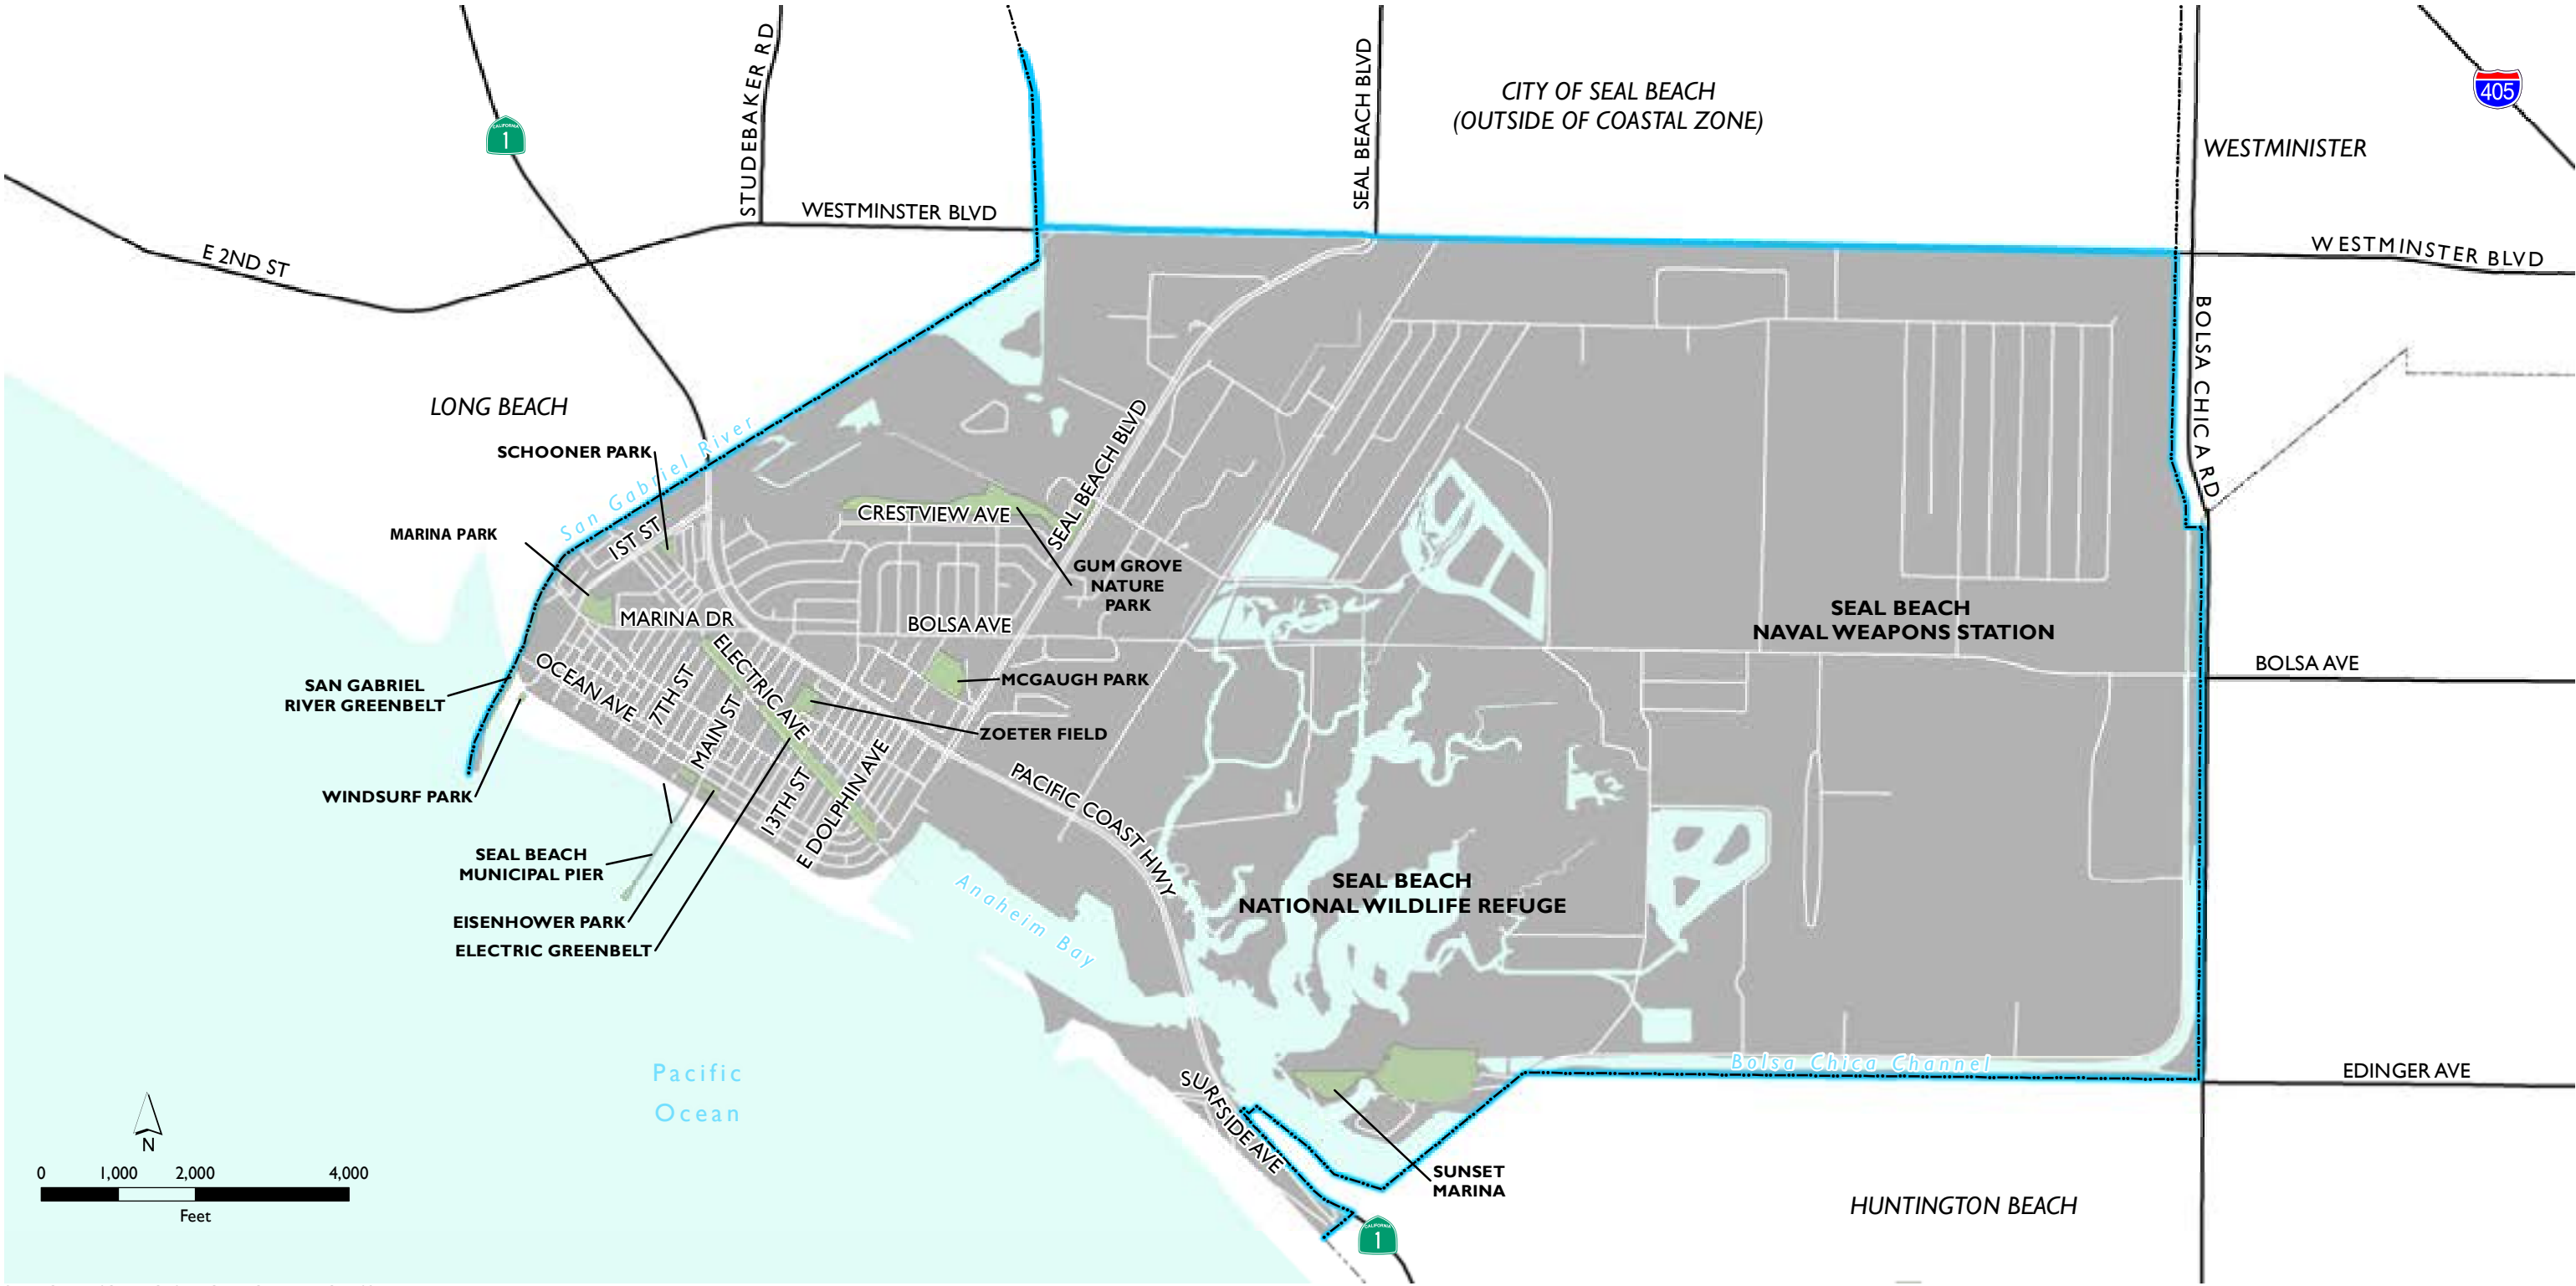 STUDEBAKER RD
SEAL BEACH BLVD
CITY OF SEAL BEACH
(OUTSIDE OF COASTAL ZONE)
405
CALIFORNIA
1
WESTMINISTER
WESTMINSTER BLVD
E 2ND ST
WESTMINSTER BLVD
BOLSA CHICA RD
LONG BEACH
San Gabriel River
SCHOONER PARK
SEAL BEACH BLVD
CRESTVIEW AVE
1ST ST
MARINA PARK
GUM GROVE
NATURE
PARK
MARINA DR
BOLSA AVE
SEAL BEACH
NAVAL WEAPONS STATION
BOLSA AVE
ELECTRIC AVE
OCEAN AVE
7TH ST
MAIN ST
MCGAUGH PARK
SAN GABRIEL
RIVER GREENBELT
ZOETER FIELD
WINDSURF PARK
13TH ST
E DOLPHIN AVE
PACIFIC COAST HWY
SEAL BEACH
MUNICIPAL PIER
SEAL BEACH
NATIONAL WILDLIFE REFUGE
EISENHOWER PARK
ELECTRIC GREENBELT
Anaheim Bay
Bolsa Chica Channel
EDINGER AVE
Pacific
Ocean
SURFSIDE AVE
N
0 1,000 2,000 4,000
Feet
SUNSET
MARINA
HUNTINGTON BEACH
CALIFORNIA
1